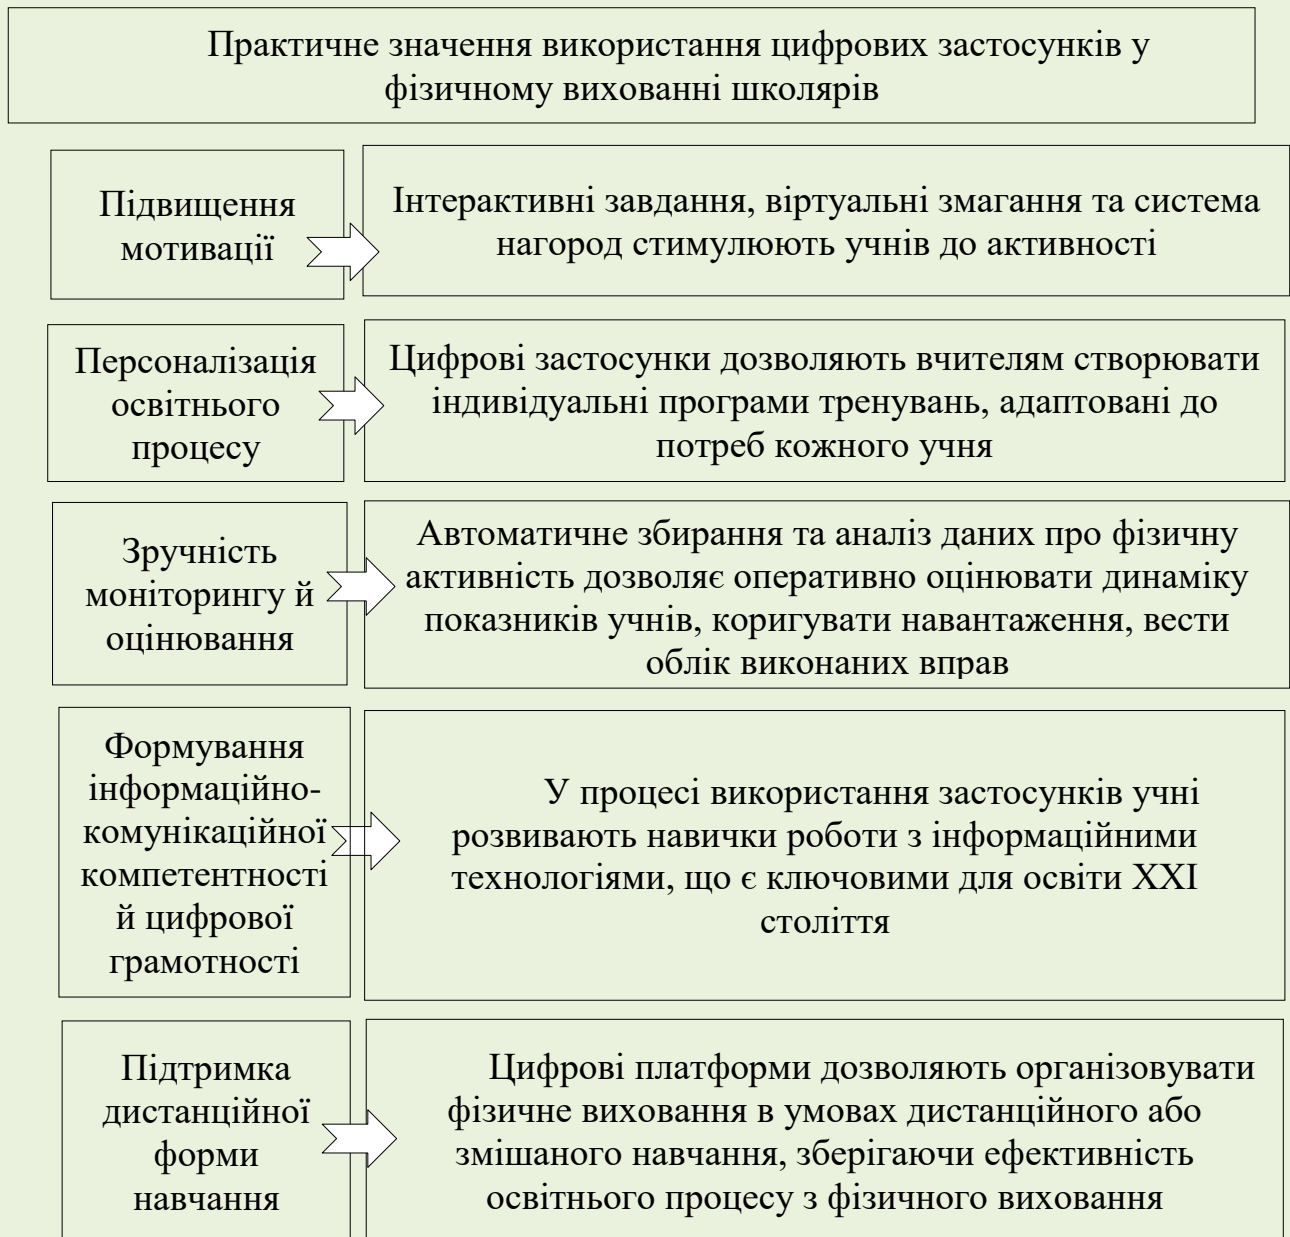 Практичне значення використання цифрових застосунків у
фізичному вихованні школярів
Підвищення
мотивації
Інтерактивні завдання, віртуальні змагання та система
нагород стимулюють учнів до активності
Персоналізація
освітнього
процесу
Цифрові застосунки дозволяють вчителям створювати
індивідуальні програми тренувань, адаптовані до
потреб кожного учня
Зручність
моніторингу й
оцінювання
Автоматичне збирання та аналіз даних про фізичну
активність дозволяє оперативно оцінювати динаміку
показників учнів, коригувати навантаження, вести
облік виконаних вправ
Формування
інформаційно-
комунікаційної
компетентності
й цифрової
грамотності
У процесі використання застосунків учні
розвивають навички роботи з інформаційними
технологіями, що є ключовими для освіти XXI
століття
Підтримка
дистанційної
форми
навчання
Цифрові платформи дозволяють організовувати
фізичне виховання в умовах дистанційного або
змішаного навчання, зберігаючи ефективність
освітнього процесу з фізичного виховання